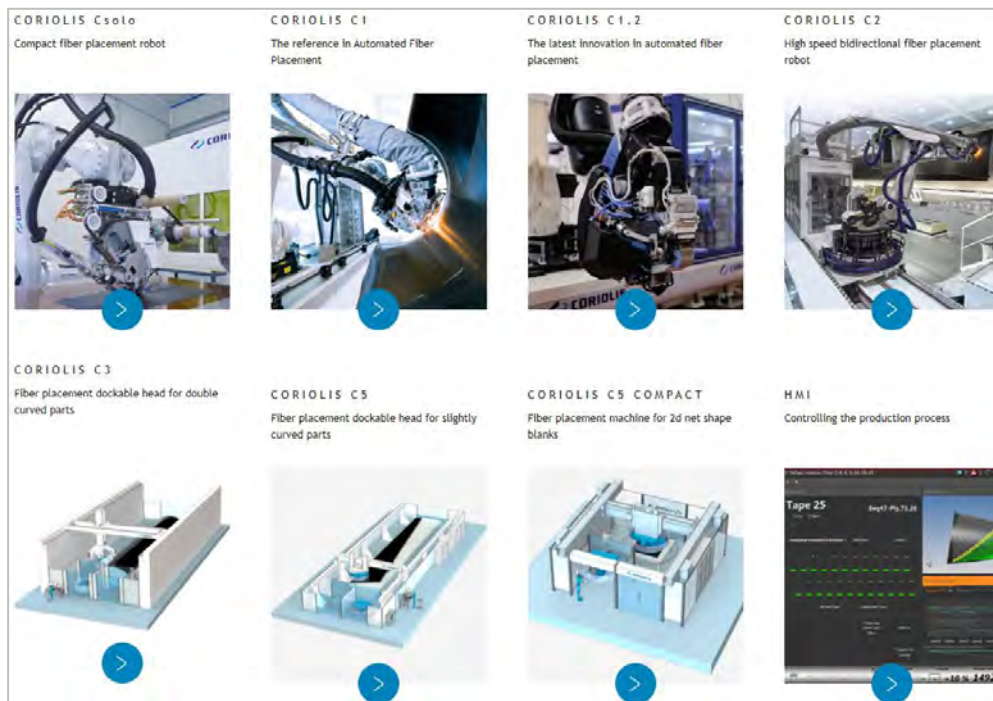 CORIOLIS Csolo
Compact fiber placement robot
CORIOLIS C1
The reference in Automated Fiber
Placement
CORIOLIS C1.2
The latest innovation in automated fiber
placement
CORIOLIS C2
High speed bidirectional fiber placement
robot
CORIOLIS
CORIOLIS
CORIOLIS C3
Fiber placement dockable head for double
curved parts
CORIOLIS C5
Fiber placement dockable head for slightly
curved parts
CORIOLIS C5 COMPACT
Fiber placement machine for 2d net shape
blanks
HMI
Controlling the production process
Tape 25
+10 %